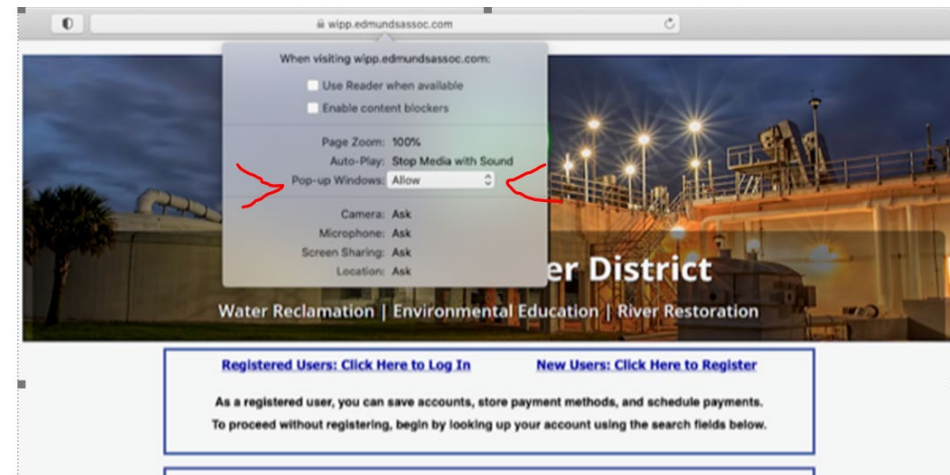 wipp.edmundsassoc.com
When visiting wipp.edmundsassoc.com:
Use Reader when available
Enable content blockers
Page Zoom: 100%
Auto-Play: Stop Media with Sound
Pop-up Windows: Allow
Camera: Ask
Microphone: Ask
Screen Sharing: Ask
Location: Ask
er District
Water Reclamation | Environmental Education | River Restoration
Registered Users: Click Here to Log In New Users: Click Here to Register
As a registered user, you can save accounts, store payment methods, and schedule payments.
To proceed without registering, begin by looking up your account using the search fields below.